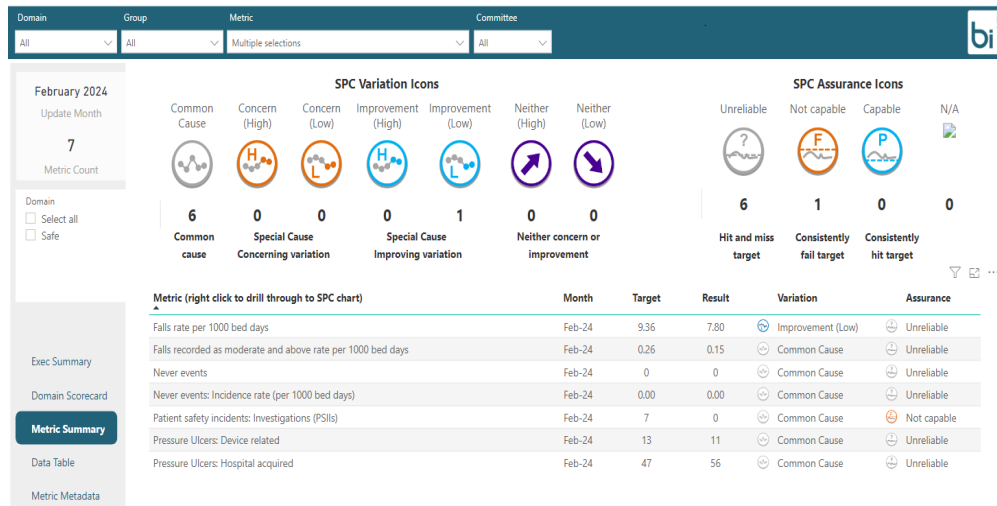 Domain Group Metric Committee
All All Multiple selections All
bi
February 2024
Update Month
7
Metric Count
Domain
Select all
Safe
Exec Summary
Domain Scorecard
Metric Summary
Data Table
Metric Metadata
SPC Variation Icons
Common Cause
Concern (High)
Concern (Low)
Improvement (High)
Improvement (Low)
Neither (High)
Neither (Low)
H L H L
6 0 0 0 1 0 0
Common cause
Special Cause Concerning variation
Special Cause Improving variation
Neither concern or improvement
SPC Assurance Icons
Unreliable Not capable Capable N/A
? F P
6 1 0 0
Hit and miss target
Consistently fail target
Consistently hit target
Metric (right click to drill through to SPC chart) Month Target Result Variation Assurance
Falls rate per 1000 bed days Feb-24 9.36 7.80 Improvement (Low) Unreliable
Falls recorded as moderate and above rate per 1000 bed days Feb-24 0.26 0.15 Common Cause Unreliable
Never events Feb-24 0 0 Common Cause Unreliable
Never events: Incidence rate (per 1000 bed days) Feb-24 0.00 0.00 Common Cause Unreliable
Patient safety incidents: Investigations (PSIIs) Feb-24 7 0 Common Cause Not capable
Pressure Ulcers: Device related Feb-24 13 11 Common Cause Unreliable
Pressure Ulcers: Hospital acquired Feb-24 47 56 Common Cause Unreliable